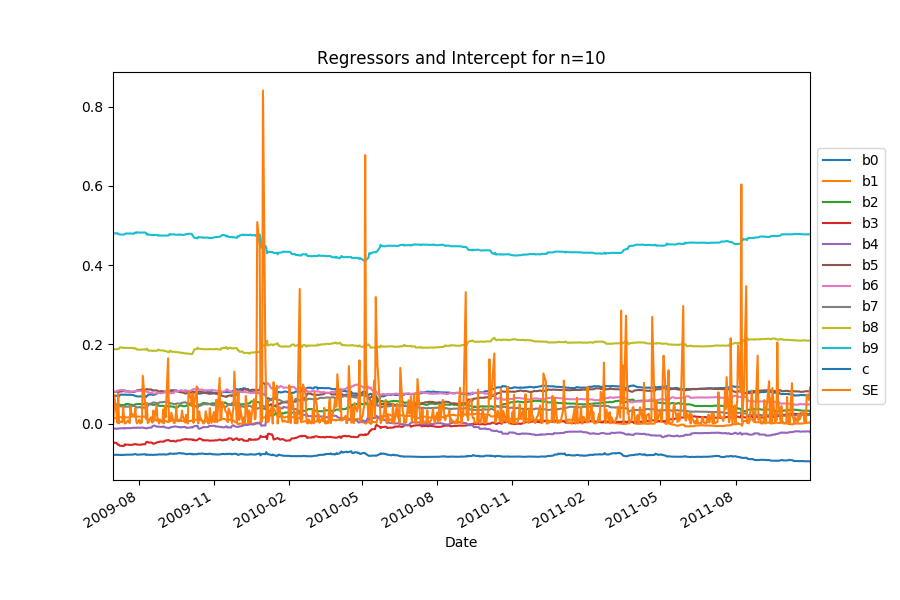 Regressors and Intercept for n=10
0.8
0.6
0.4
0.2
0.0
2009-08
2009-11
2010-02
2010-05
2010-08
2010-11
2011-02
2011-05
2011-08
Date
b0
b1
b2
b3
b4
b5
b6
b7
b8
b9
c
SE